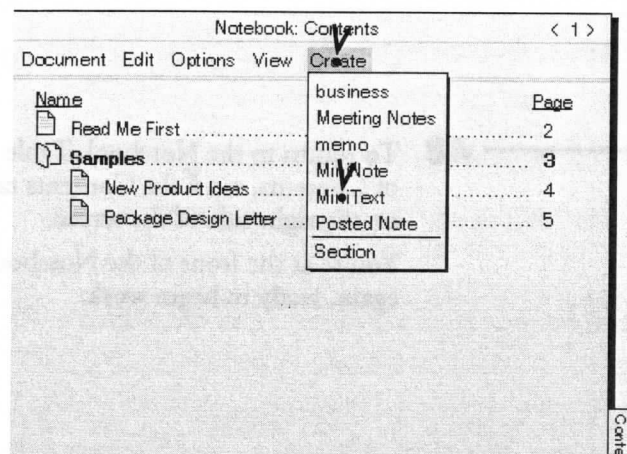 Notebook: Contents < 1 >
Document Edit Options View Create
Name Page
business
Meeting Notes
memo
MiniNote
MiniText
Posted Note
Section
Read Me First 2
Samples 3
New Product Ideas 4
Package Design Letter 5